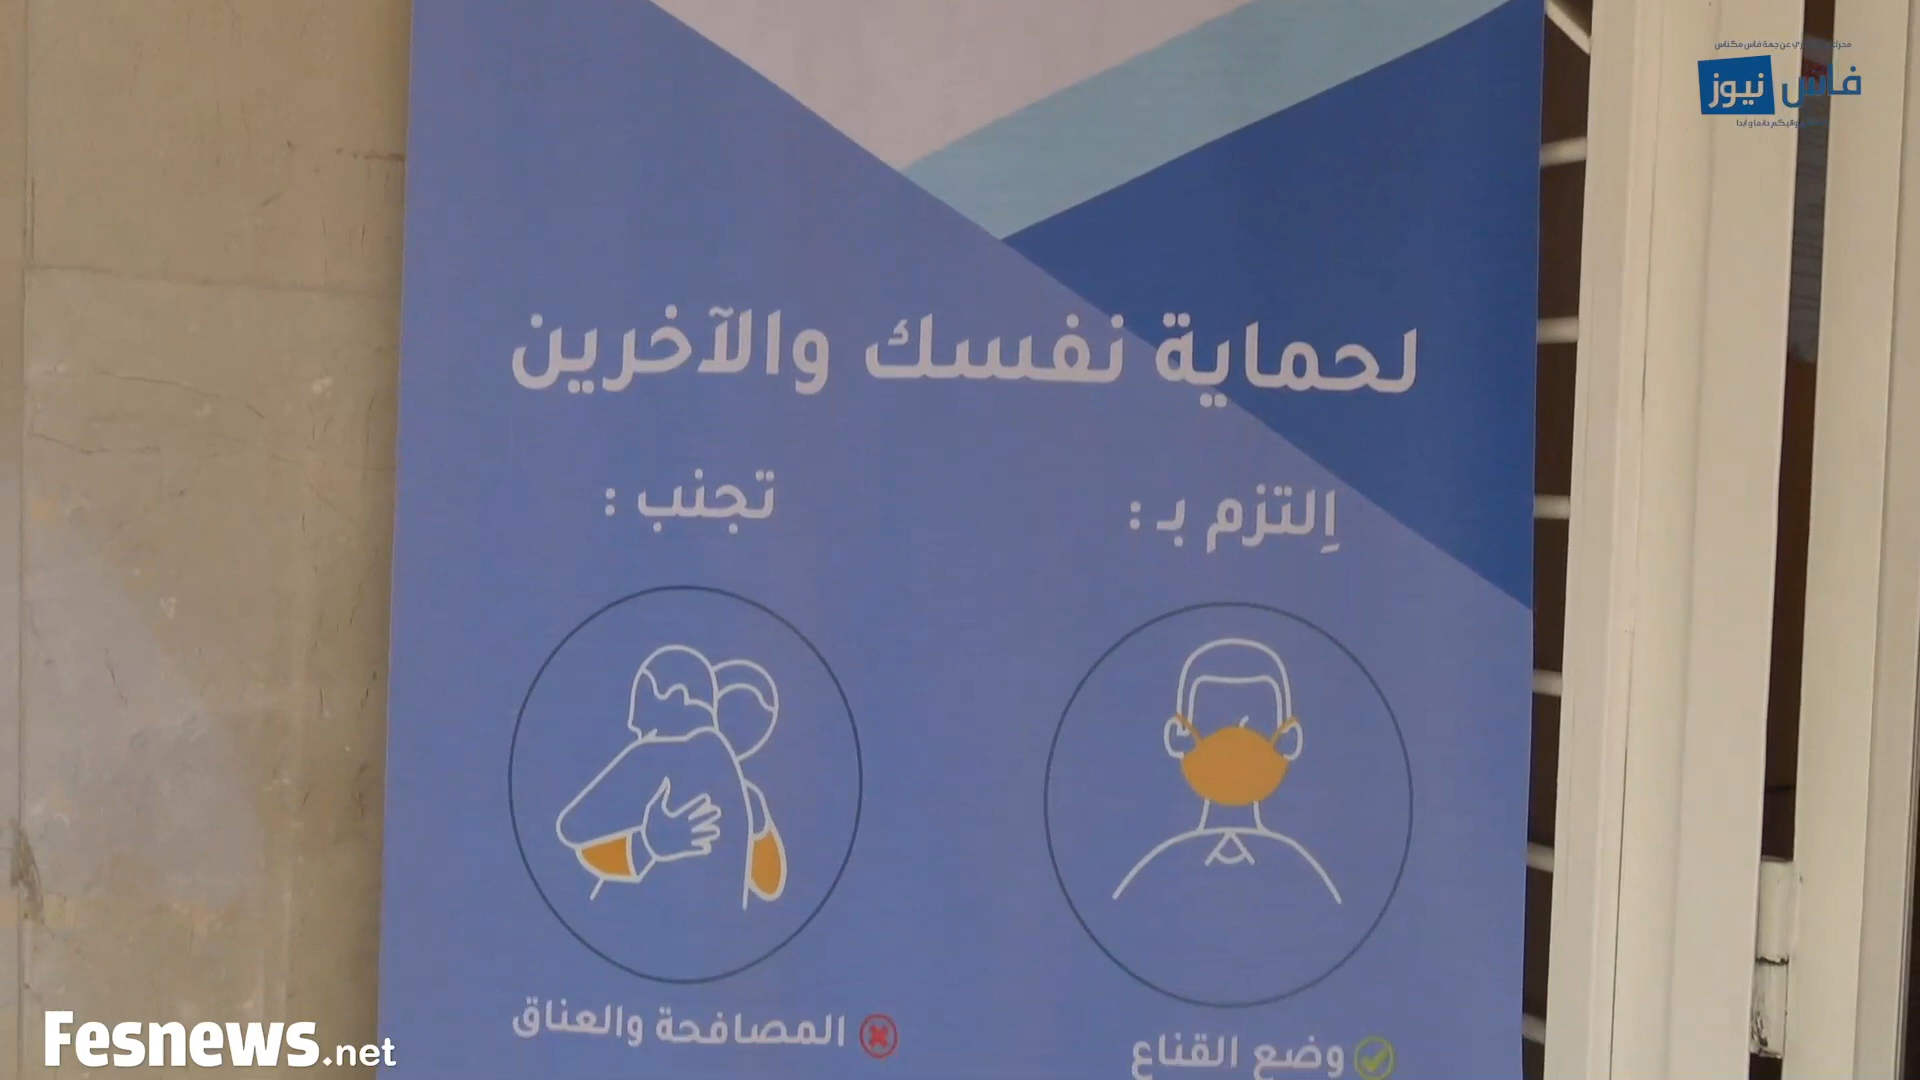 فاس نيوز
لحماية نفسك والآخرين
اِلتزم بـ :
تجنب :
وضع القناع
المصافحة والعناق
Fesnews.net